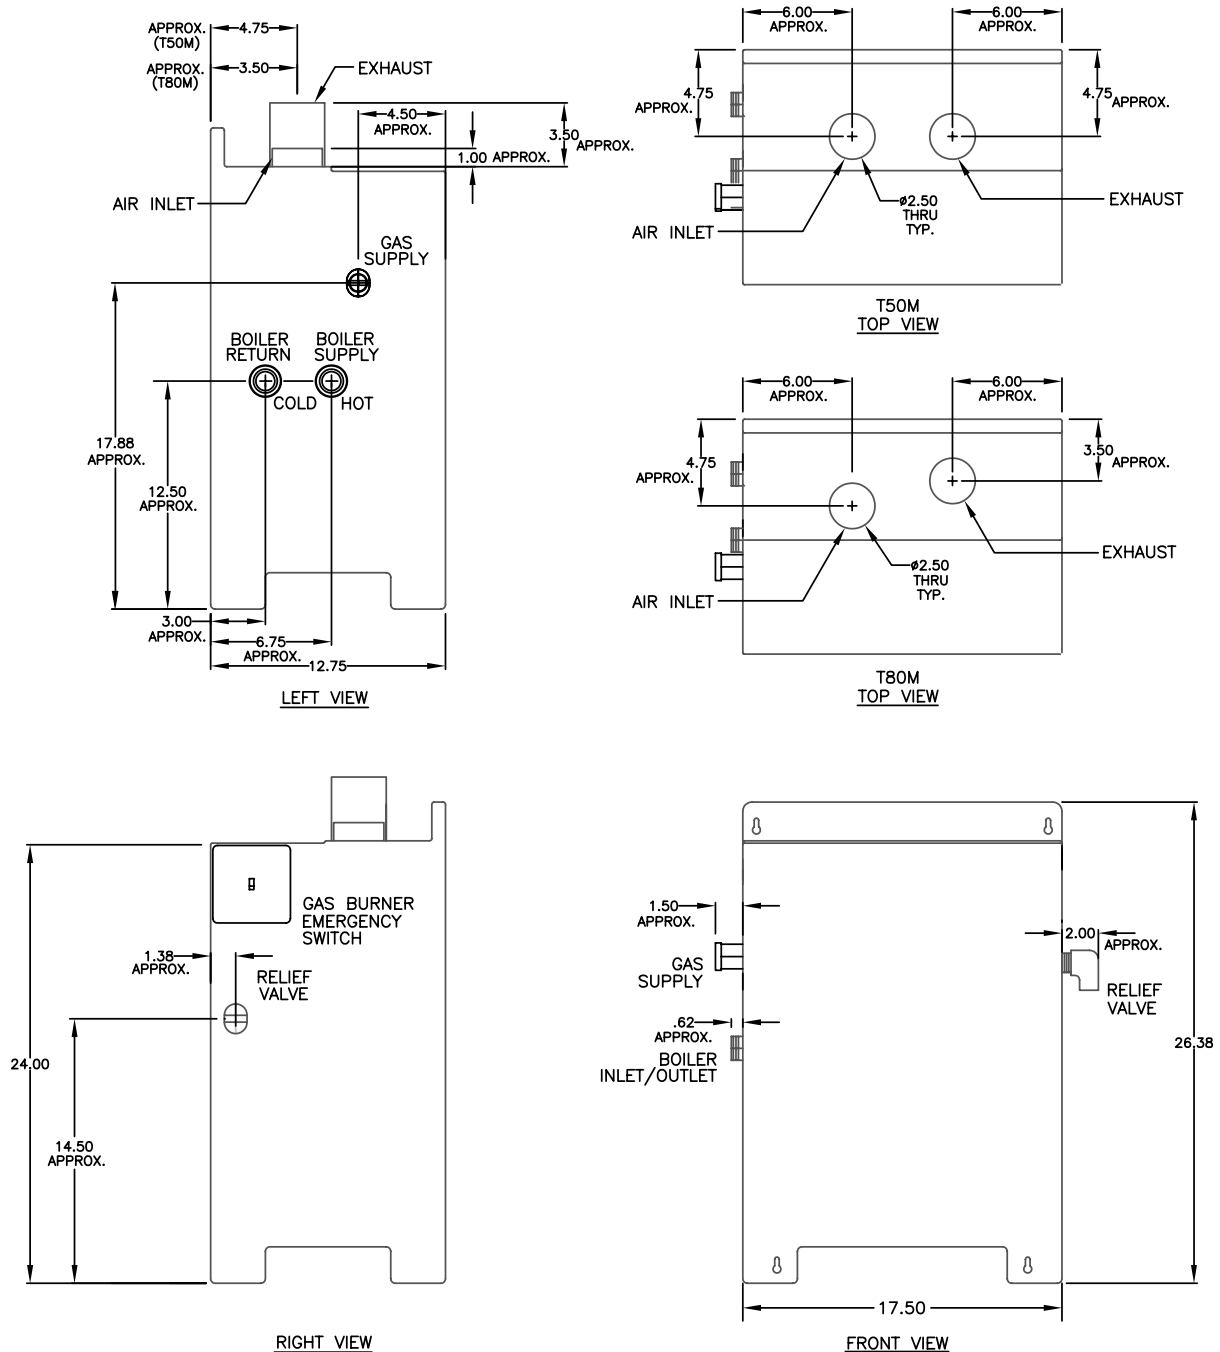 APPROX.
(T50M)
4.75
APPROX.
(T80M)
3.50
EXHAUST
4.50
APPROX.
3.50
APPROX.
1.00 APPROX.
AIR INLET
GAS
SUPPLY
BOILER
RETURN
BOILER
SUPPLY
COLD
HOT
17.88
APPROX.
12.50
APPROX.
3.00
APPROX.
6.75
APPROX.
12.75
LEFT VIEW
6.00
APPROX.
6.00
APPROX.
4.75
APPROX.
4.75
APPROX.
ø2.50
THRU
TYP.
AIR INLET
EXHAUST
T50M
TOP VIEW
6.00
APPROX.
6.00
APPROX.
4.75
APPROX.
3.50
APPROX.
ø2.50
THRU
TYP.
AIR INLET
EXHAUST
T80M
TOP VIEW
GAS BURNER
EMERGENCY
SWITCH
1.38
APPROX.
RELIEF
VALVE
24.00
14.50
APPROX.
RIGHT VIEW
1.50
APPROX.
GAS
SUPPLY
.62
APPROX.
BOILER
INLET/OUTLET
2.00
APPROX.
RELIEF
VALVE
26.38
17.50
FRONT VIEW